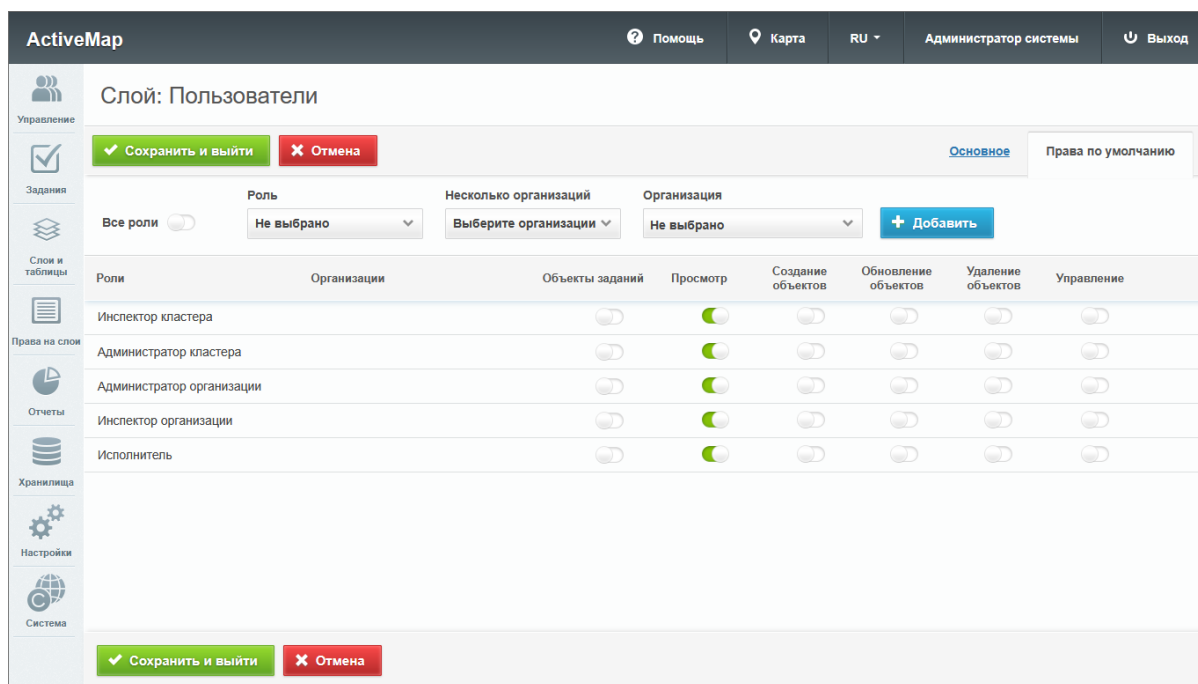 ActiveMap
Помощь
Карта
RU
Администратор системы
Выход
Управление
Задания
Слои и
таблицы
Права на слои
Отчеты
Хранилища
Настройки
Система
Слой: Пользователи
Сохранить и выйти
Отмена
Основное
Права по умолчанию
Все роли
Роль
Не выбрано
Несколько организаций
Выберите организации
Организация
Не выбрано
Добавить
Роли
Организации
Объекты заданий
Просмотр
Создание
объектов
Обновление
объектов
Удаление
объектов
Управление
Инспектор кластера
Администратор кластера
Администратор организации
Инспектор организации
Исполнитель
Сохранить и выйти
Отмена